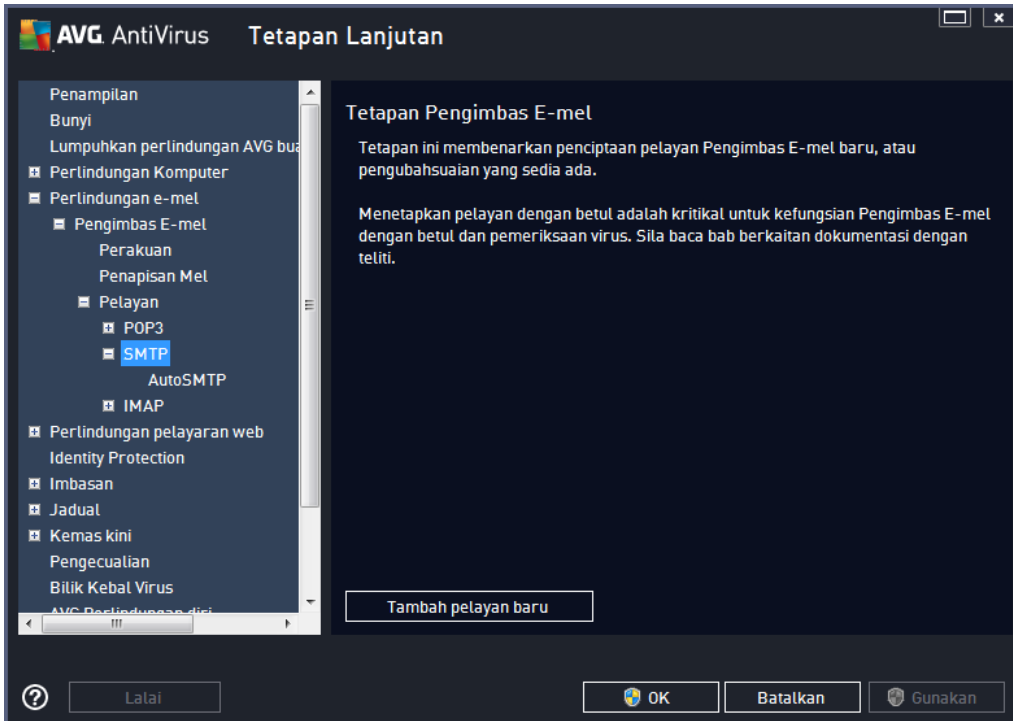 AVG. AntiVirus Tetapan Lanjutan
Penampilan
Bunyi
Lumpuhkan perlindungan AVG bua
Perlindungan Komputer
Perlindungan e-mel
Pengimbas E-mel
Perakuan
Penapisan Mel
Pelayan
POP3
SMTP
AutoSMTP
IMAP
Perlindungan pelayaran web
Identity Protection
Imbasan
Jadual
Kemas kini
Pengecualian
Bilik Kebal Virus
AVG Perlindungan diri
Tetapan Pengimbas E-mel
Tetapan ini membenarkan penciptaan pelayan Pengimbas E-mel baru, atau
pengubahsuaian yang sedia ada.
Menetapkan pelayan dengan betul adalah kritikal untuk kefungsian Pengimbas E-mel
dengan betul dan pemeriksaan virus. Sila baca bab berkaitan dokumentasi dengan
teliti.
Tambah pelayan baru
Lalai
OK
Batalkan
Gunakan